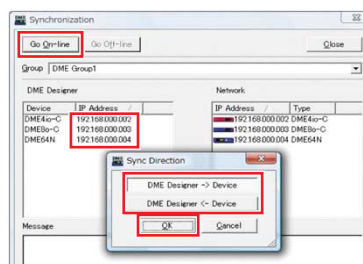 Synchronization
Go On-line Go Off-line Close
Group DME Group1
DME Designer Network
Device IP Address / IP Address / Type
DME4io-C 192.168.000.002 192.168.000.002 DME4io-C
DME8o-C 192.168.000.003 192.168.000.003 DME8o-C
DME64N 192.168.000.004 192.168.000.004 DME64N
Sync Direction
DME Designer -> Device
DME Designer <- Device
OK Cancel
Message